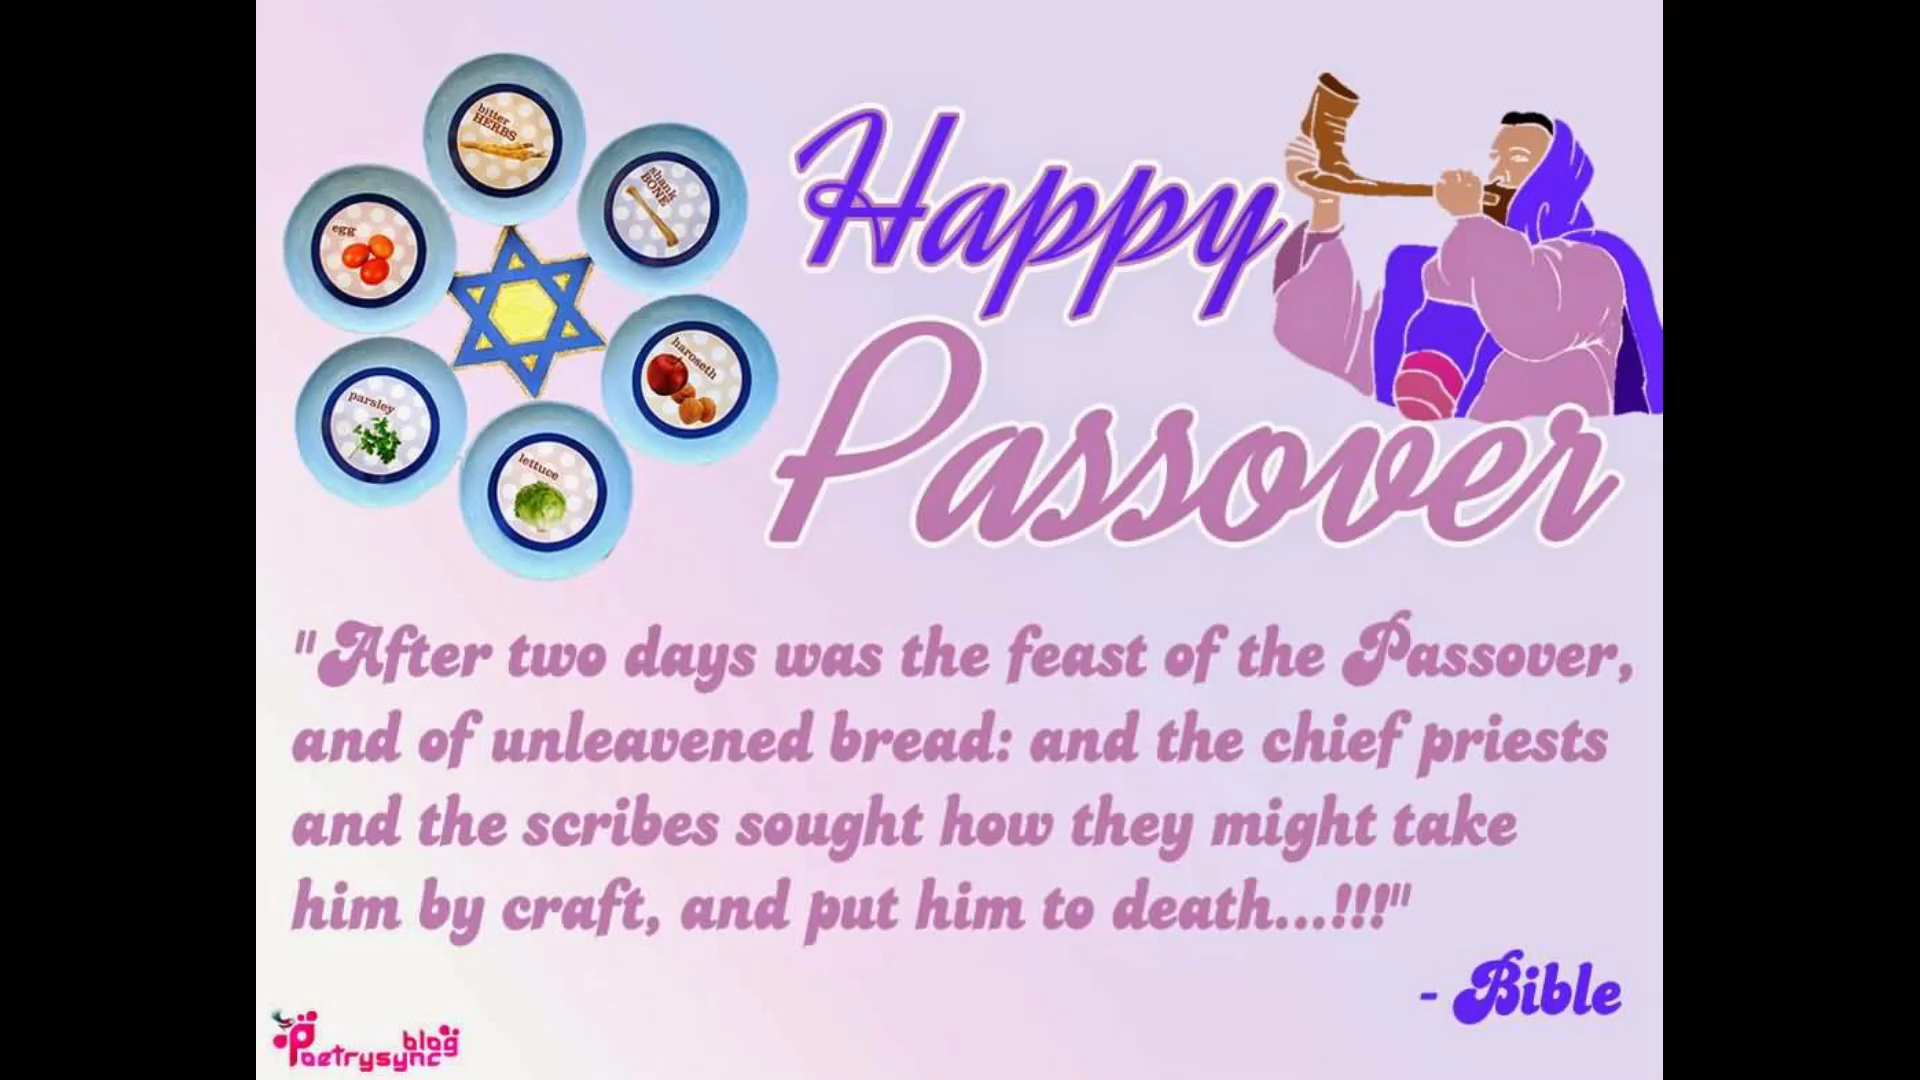 bitter
HERBS
shank
BONE
egg
haroseth
parsley
lettuce
Happy
Passover
"After two days was the feast of the Passover,
and of unleavened bread: and the chief priests
and the scribes sought how they might take
him by craft, and put him to death...!!!"
- Bible
Poetrysync
blog